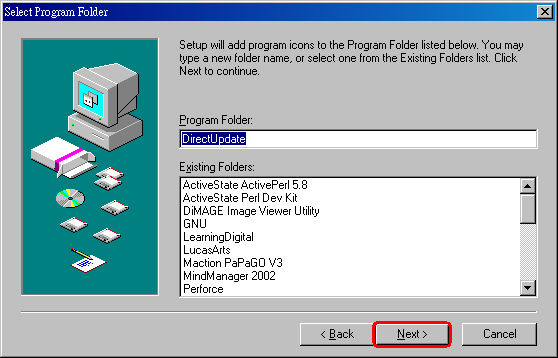 Select Program Folder
Setup will add program icons to the Program Folder listed below. You may
type a new folder name, or select one from the Existing Folders list. Click
Next to continue.
Program Folder:
DirectUpdate
Existing Folders:
ActiveState ActivePerl 5.8
ActiveState Perl Dev Kit
DiMAGE Image Viewer Utility
GNU
LearningDigital
LucasArts
Maction PaPaGO V3
MindManager 2002
Perforce
< Back
Next >
Cancel